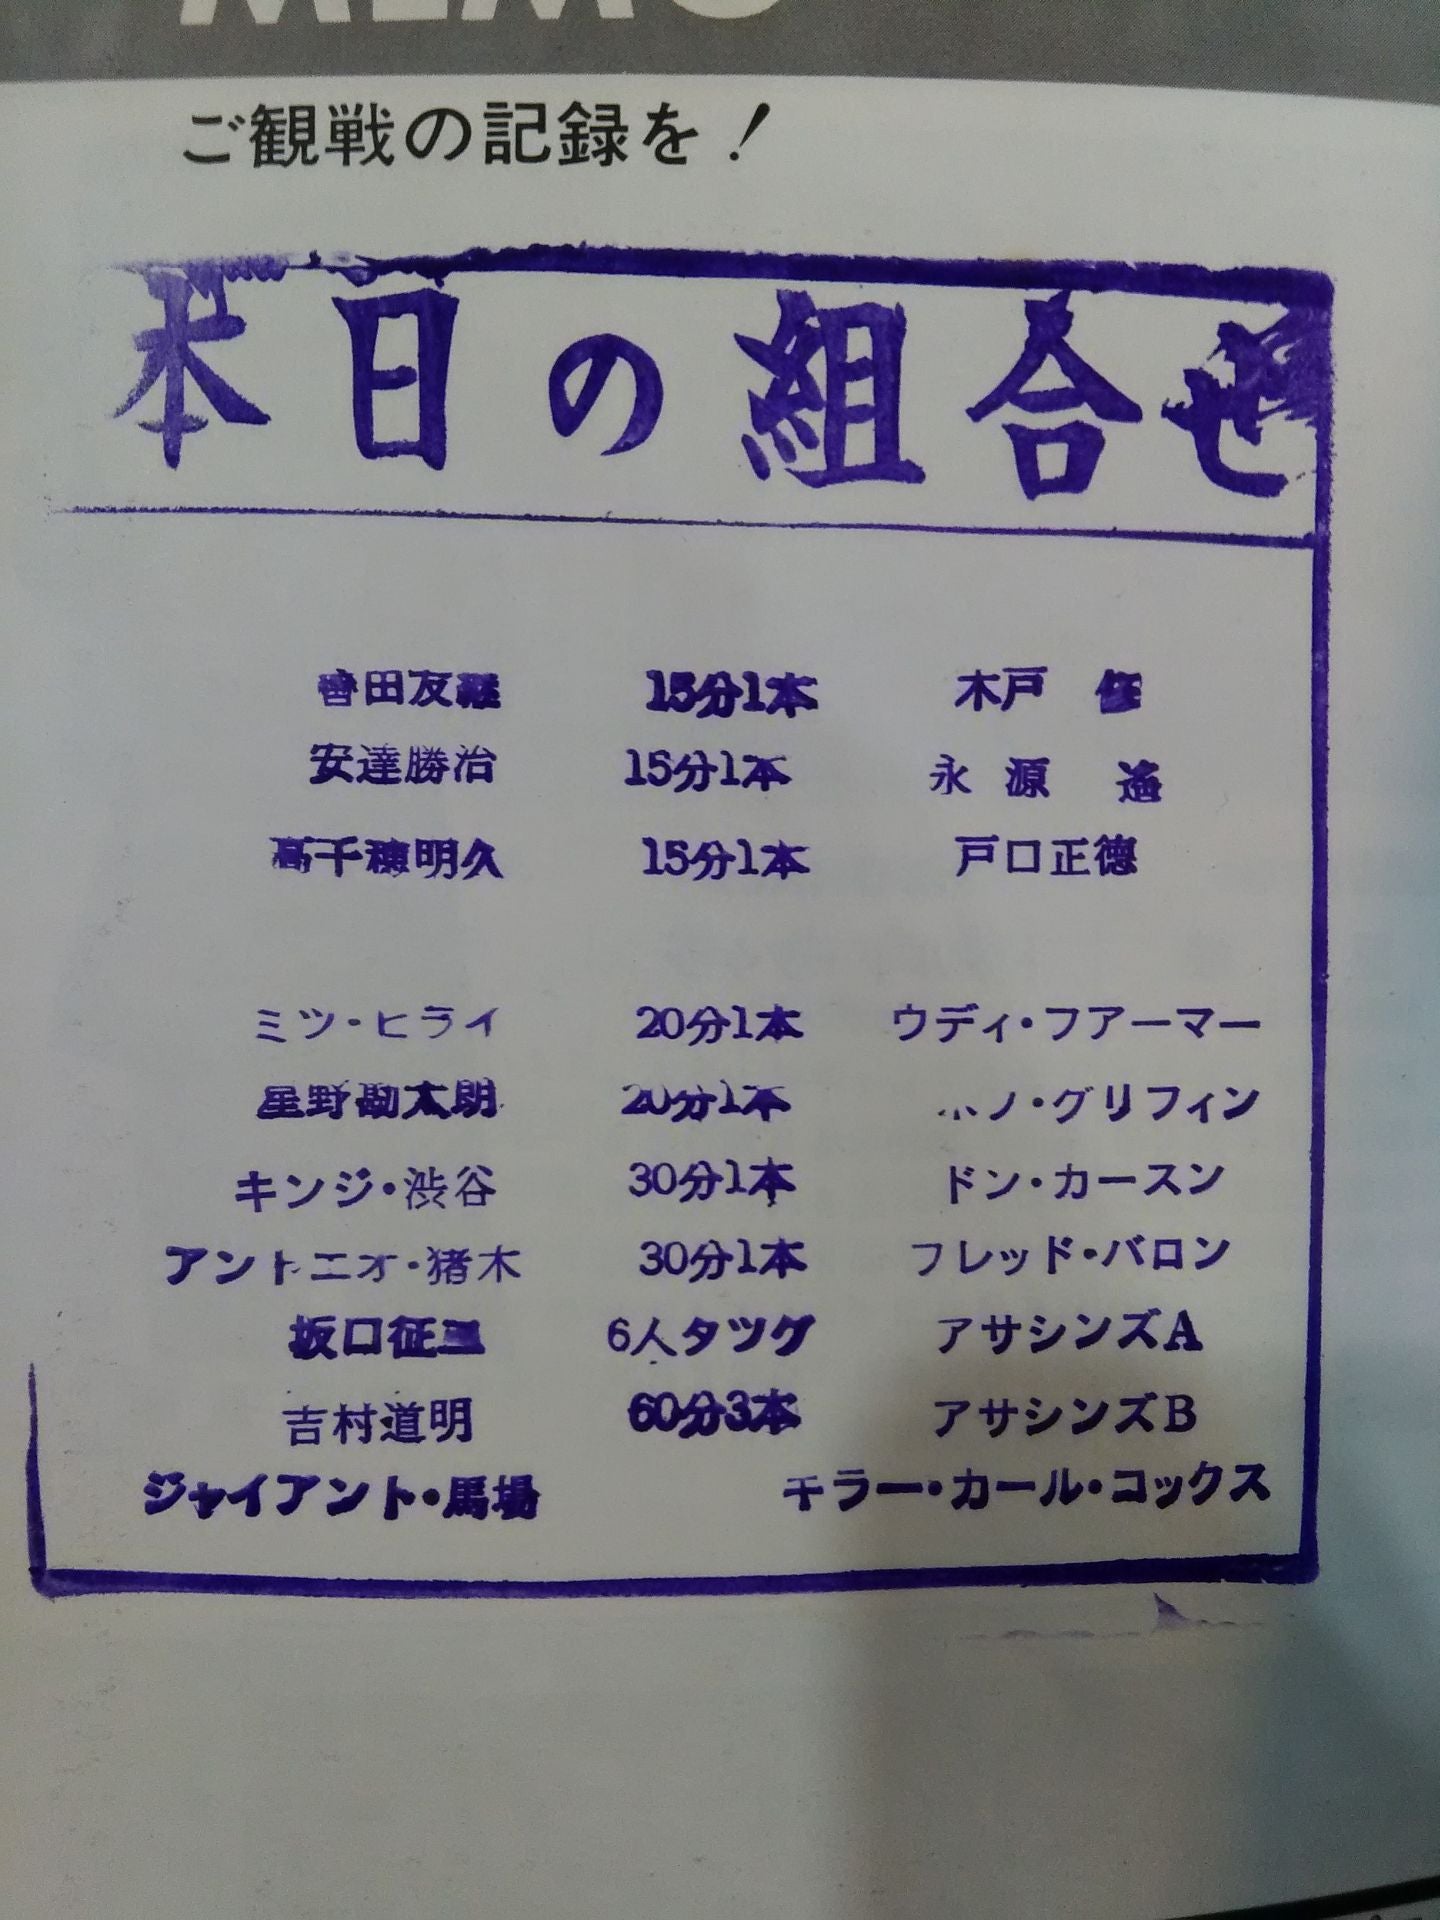 MEMO
ご観戦の記録を!
本日の組合せ
田友 15分1本 木戸 修
安達勝治 15分1本 永源 遙
高千穂明久 15分1本 戸口正徳
ミツ・ヒライ 20分1本 ウディ・フアーマー
星野勘太郎 20分1本 ・グリフィン
キンジ・渋谷 30分1本 ドン・カースン
アントニオ・猪木 30分1本 フレッド・バロン
坂口征二 6人タツグ アサシンズA
吉村道明 60分3本 アサシンズB
ジャイアント・馬場 キラー・カール・コックス